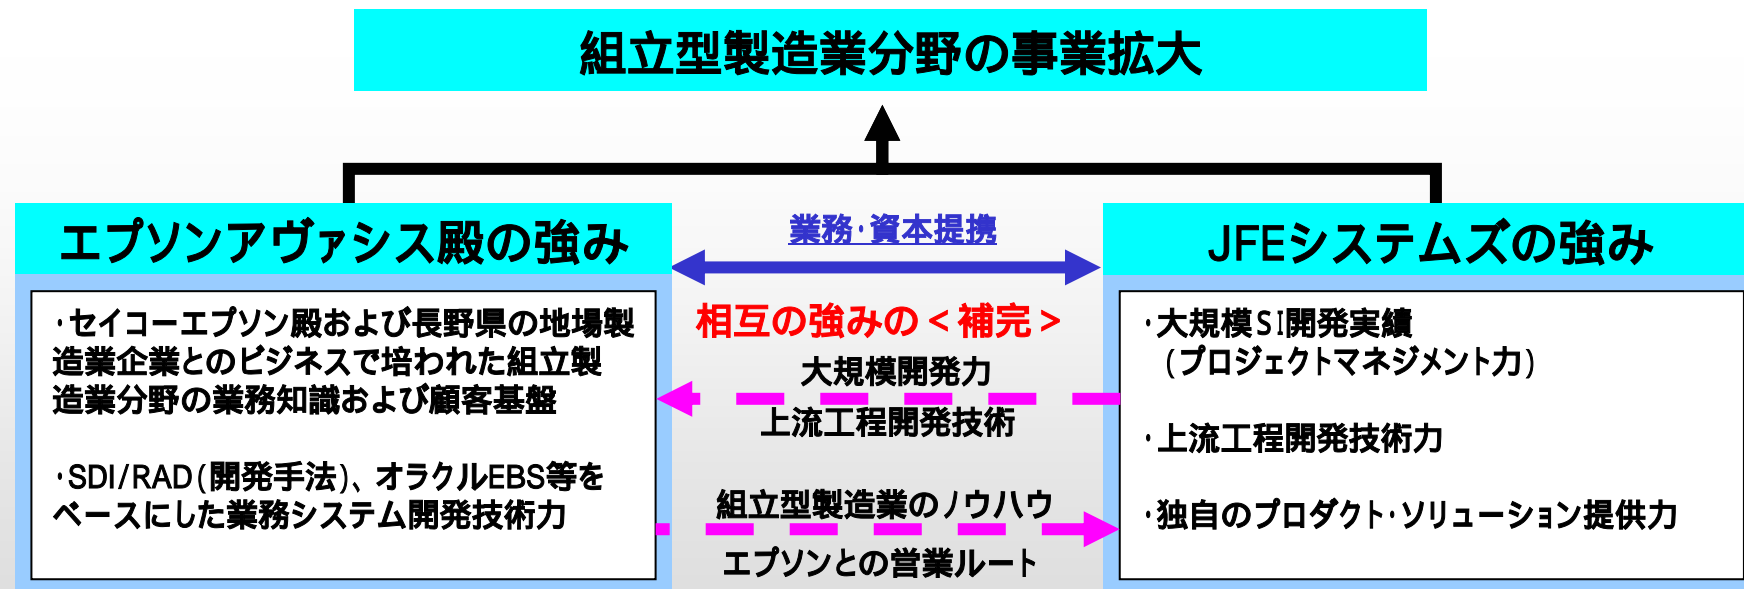 組立型製造業分野の事業拡大
エプソンアヴァシス殿の強み
・セイコーエプソン殿および長野県の地場製
造業企業とのビジネスで培われた組立製
造業分野の業務知識および顧客基盤
・SDI/RAD(開発手法)、オラクルEBS等を
ベースにした業務システム開発技術力
業務・資本提携
相互の強みの<補完>
大規模開発力
上流工程開発技術
組立型製造業のノウハウ
エプソンとの営業ルート
JFEシステムズの強み
・大規模SI開発実績
(プロジェクトマネジメント力)
・上流工程開発技術力
・独自のプロダクト・ソリューション提供力